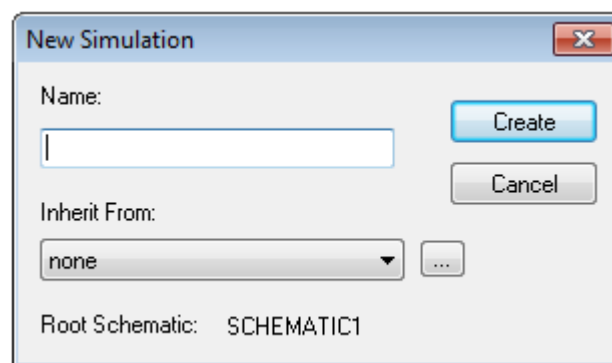 New Simulation
Name:
Create
Cancel
Inherit From:
none
...
Root Schematic: SCHEMATIC1